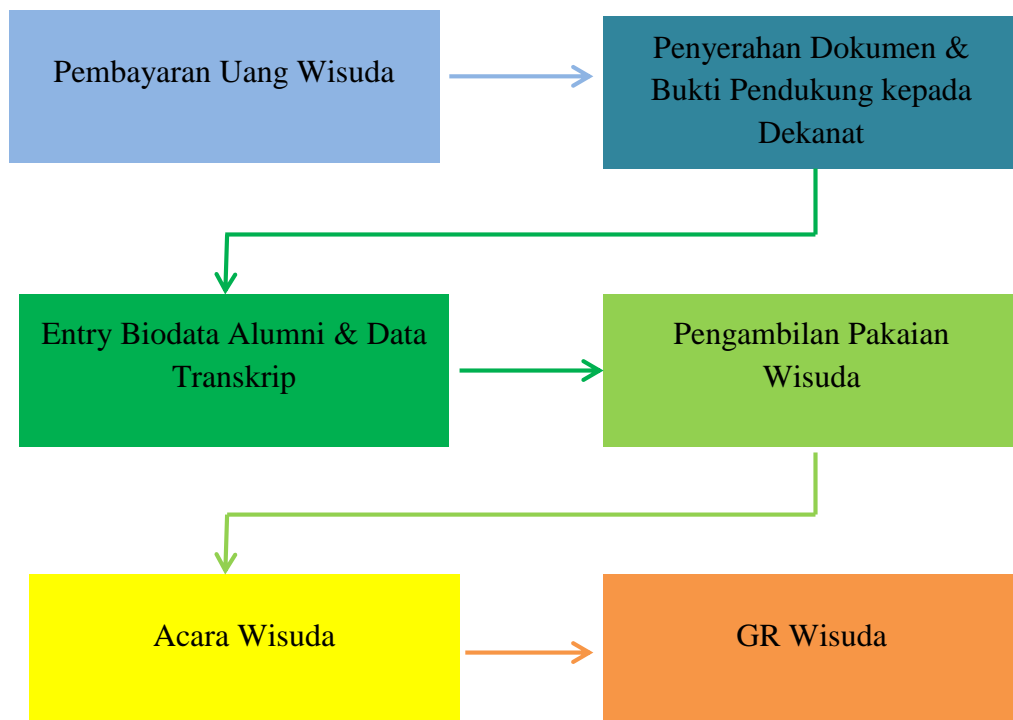 Pembayaran Uang Wisuda
Penyerahan Dokumen &
Bukti Pendukung kepada
Dekanat
Entry Biodata Alumni & Data
Transkrip
Pengambilan Pakaian
Wisuda
Acara Wisuda
GR Wisuda